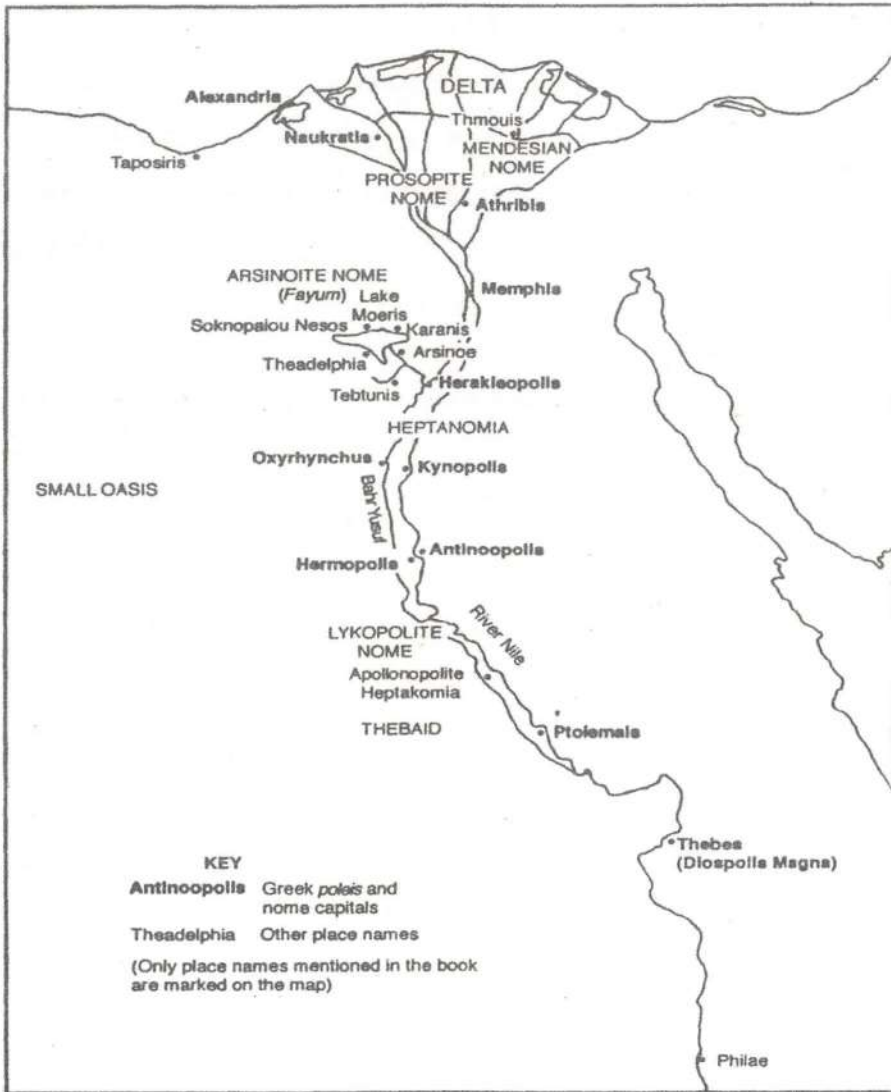 DELTA
Alexandria
Thmouis
Naukratis
MENDESIAN
NOME
Taposiris
PROSOPITE
NOME
Athribis
ARSINOITE NOME
(Fayum)
Lake
Moeris
Memphis
Soknopaiou Nesos
Karanis
Arsinoe
Theadelphia
Tebtunis
Herakleopolis
HEPTANOMIA
Oxyrhynchus
Kynopolis
SMALL OASIS
Bahr Yusuf
Antinoopolis
Hermopolis
River Nile
LYKOPOLITE
NOME
Apollonopolite
Heptakomia
THEBAID
Ptolemais
Thebes
(Diospolis Magna)
KEY
Antinoopolis Greek poleis and
nome capitals
Theadelphia Other place names
(Only place names mentioned in the book
are marked on the map)
Philae